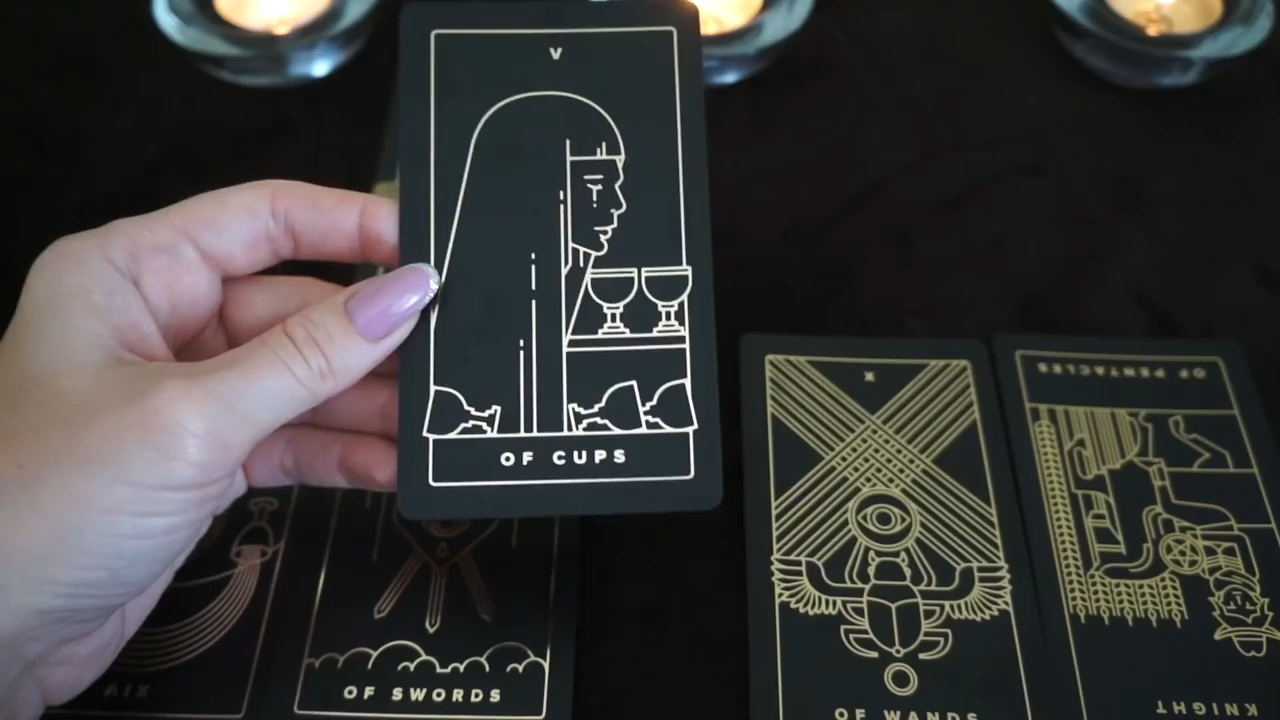 V
OF CUPS
X
OF WANDS
OF PENTACLES
KNIGHT
XIV
OF SWORDS